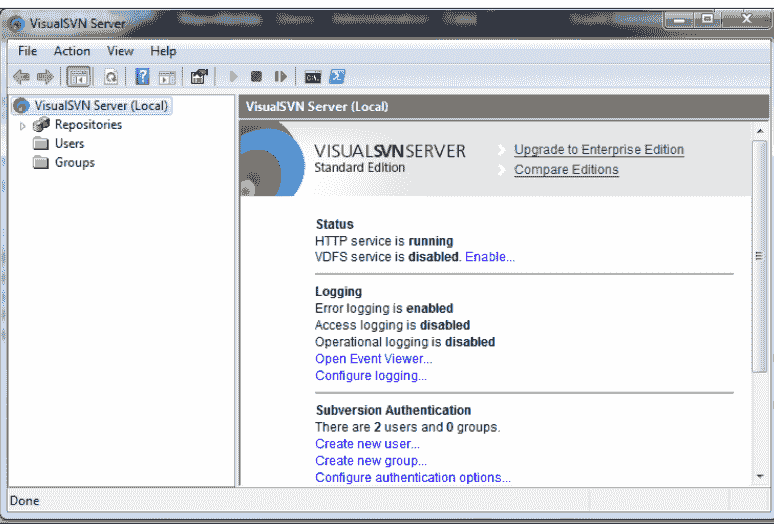 VisualSVN Server
File Action View Help
VisualSVN Server (Local)
Repositories
Users
Groups
VisualSVN Server (Local)
VISUALSVNSERVER
Standard Edition
Upgrade to Enterprise Edition
Compare Editions
Status
HTTP service is running
VDFS service is disabled. Enable...
Logging
Error logging is enabled
Access logging is disabled
Operational logging is disabled
Open Event Viewer...
Configure logging...
Subversion Authentication
There are 2 users and 0 groups.
Create new user...
Create new group...
Configure authentication options...
Done